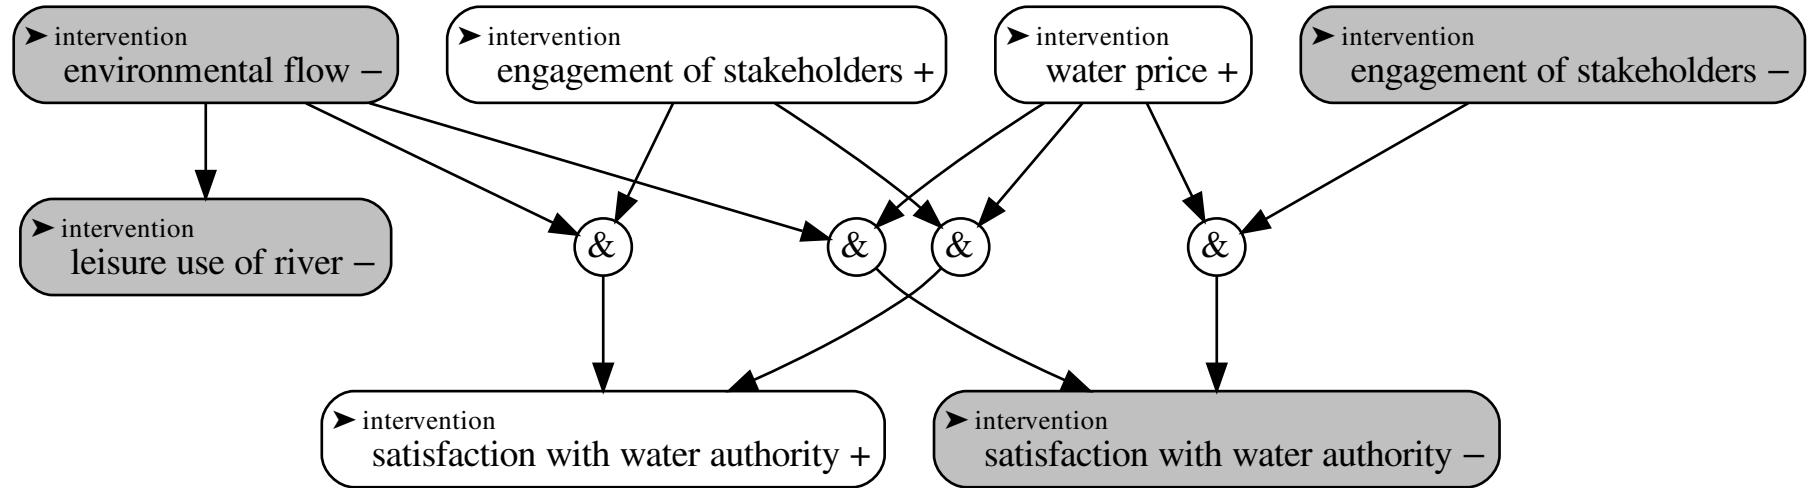 ➤ intervention
environmental flow −
➤ intervention
engagement of stakeholders +
➤ intervention
water price +
➤ intervention
engagement of stakeholders −
➤ intervention
leisure use of river −
&
&
&
&
➤ intervention
satisfaction with water authority +
➤ intervention
satisfaction with water authority −